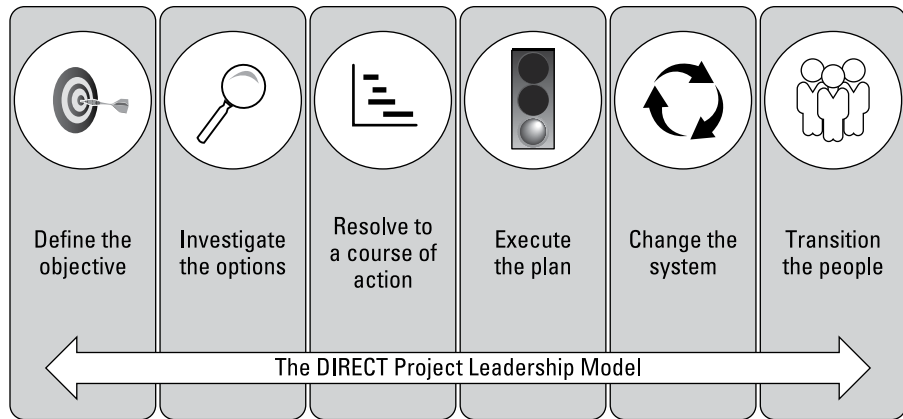 Define the
objective
Investigate
the options
Resolve to
a course of
action
Execute
the plan
Change the
system
Transition
the people
The DIRECT Project Leadership Model